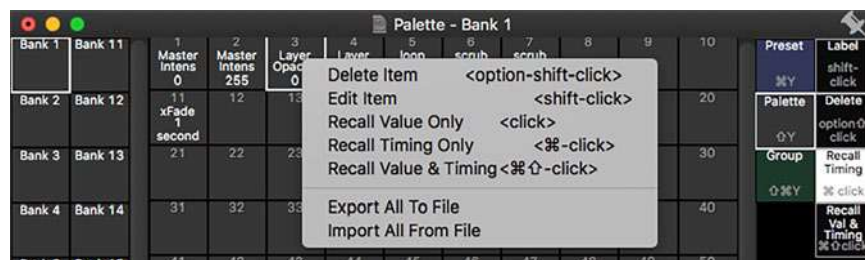 Palette - Bank 1
Bank 1 Bank 11 1 2 3 4 5 6 7 8 9 10 Preset Label
Master Master Layer Layer loop scrub scrub
Intens Intens
0 255 0
⌘Y shift-
click
Delete Item <option-shift-click>
Edit Item <shift-click>
Recall Value Only <click>
Recall Timing Only <⌘-click>
Recall Value & Timing <⌘⇧-click>
Export All To File
Import All From File
Bank 2 Bank 12 11 12 13 20 Palette Delete
xFade
1
second
⇧Y click
Bank 3 Bank 13 21 22 23 30 Group Recall
Timing
⇧⌘Y ⌘ click
Bank 4 Bank 14 31 32 33 40 Recall
Val &
Timing
⌘⇧click